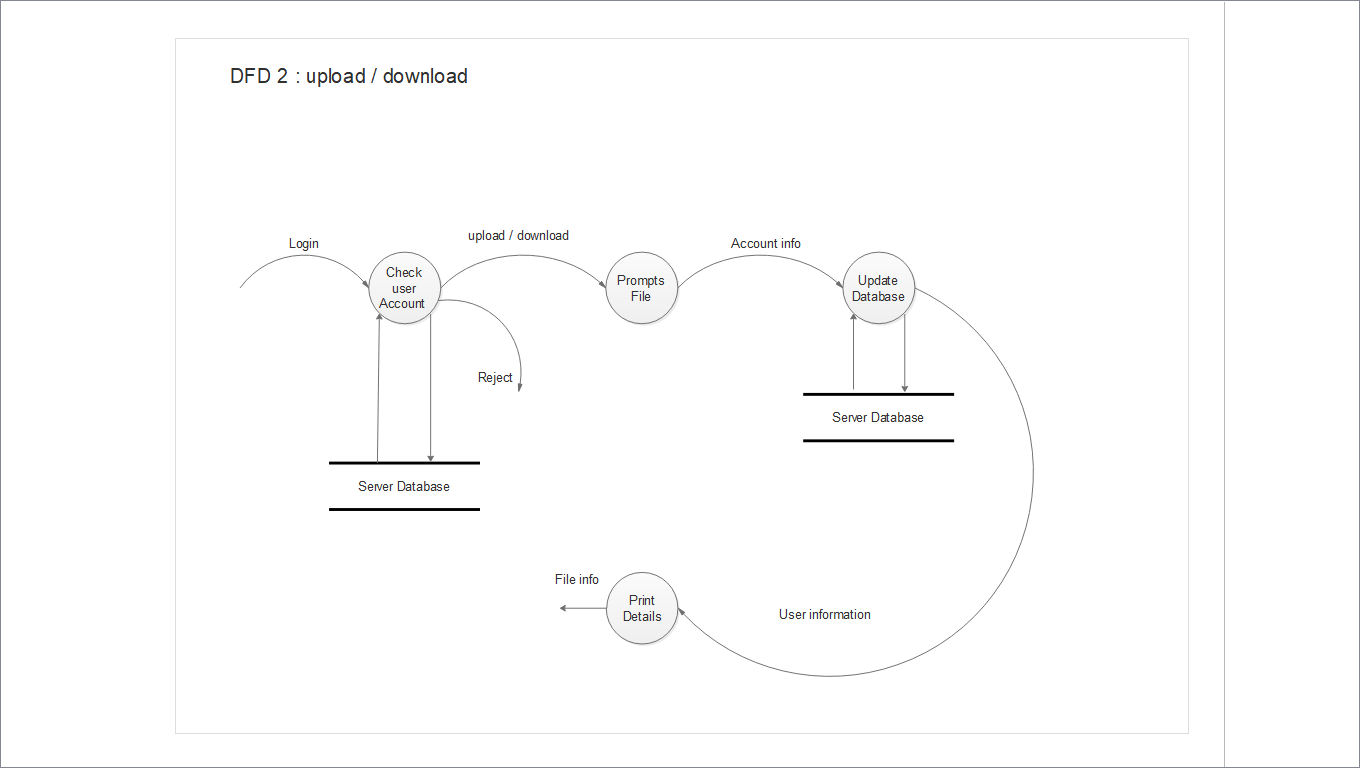 DFD 2 : upload / download
Login
upload / download
Account info
Check
user
Account
Prompts
File
Update
Database
Reject
Server Database
Server Database
File info
Print
Details
User information